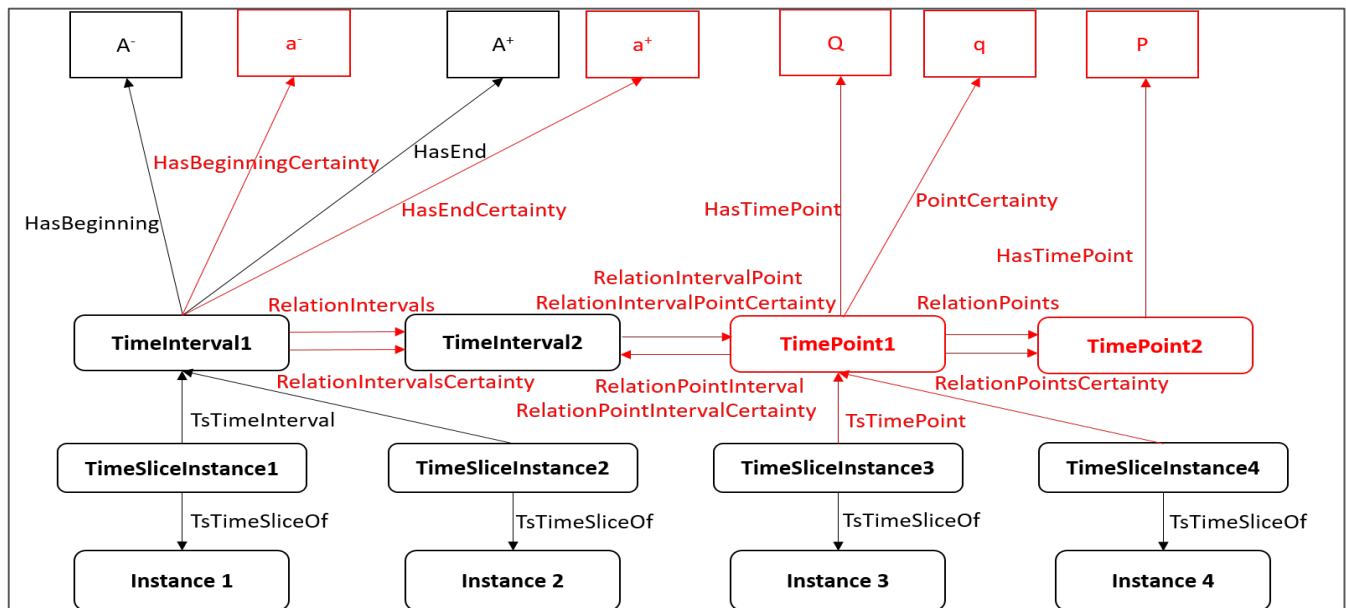 A⁻
a⁻
A⁺
a⁺
Q
q
P
HasBeginningCertainty
HasEnd
HasEndCertainty
HasBeginning
HasTimePoint
PointCertainty
HasTimePoint
RelationIntervals
RelationIntervalPoint
RelationIntervalPointCertainty
RelationPoints
TimeInterval1
TimeInterval2
TimePoint1
TimePoint2
RelationIntervalsCertainty
RelationPointInterval
RelationPointIntervalCertainty
RelationPointsCertainty
TsTimeInterval
TsTimePoint
TimeSliceInstance1
TimeSliceInstance2
TimeSliceInstance3
TimeSliceInstance4
TsTimeSliceOf
TsTimeSliceOf
TsTimeSliceOf
TsTimeSliceOf
Instance 1
Instance 2
Instance 3
Instance 4